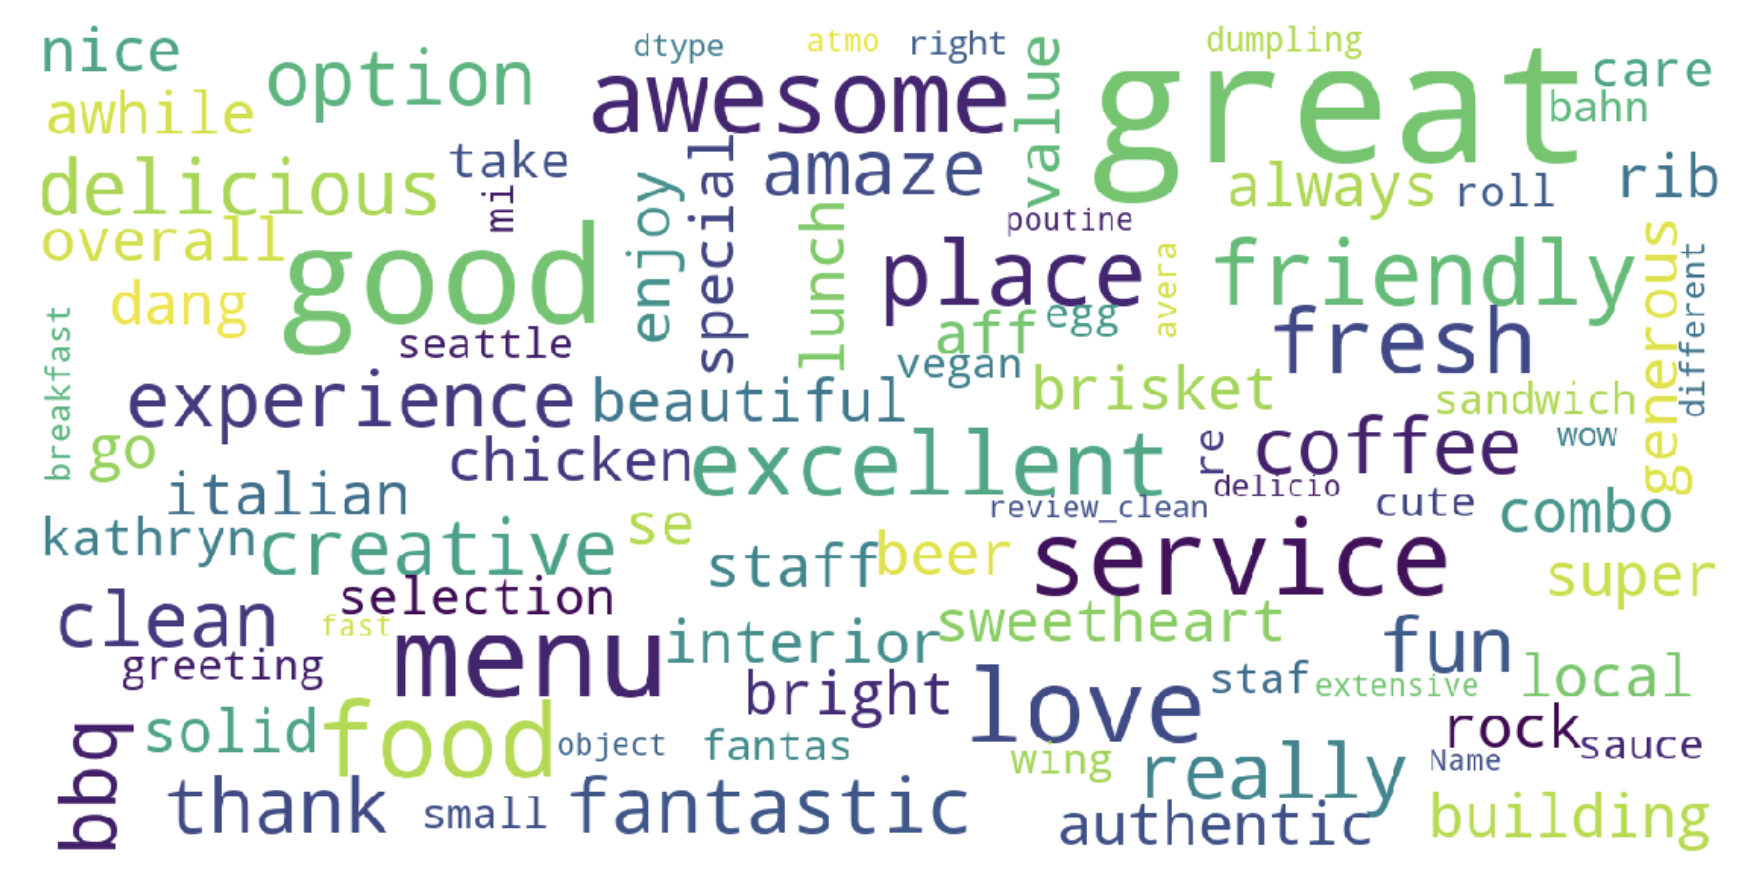 nice
option
dtype
atmo
right
dumpling
great
care
awhile
awesome
value
bahn
delicious
take
special
amaze
always
roll
rib
mi
enjoy
lunch
poutine
overall
good
place
avera
friendly
generous
different
dang
seattle
aff
egg
fresh
breakfast
vegan
experience
beautiful
brisket
sandwich
go
chicken
excellent
re
coffee
wow
italian
delicio
review_clean
cute
combo
kathryn
creative
se
staff
beer
service
super
clean
selection
fast
sweetheart
greeting
menu
interior
fun
bright
love
staf
extensive
local
bbq
solid
food
object
fantas
wing
really
rock
sauce
Name
thank
small
fantastic
authentic
building